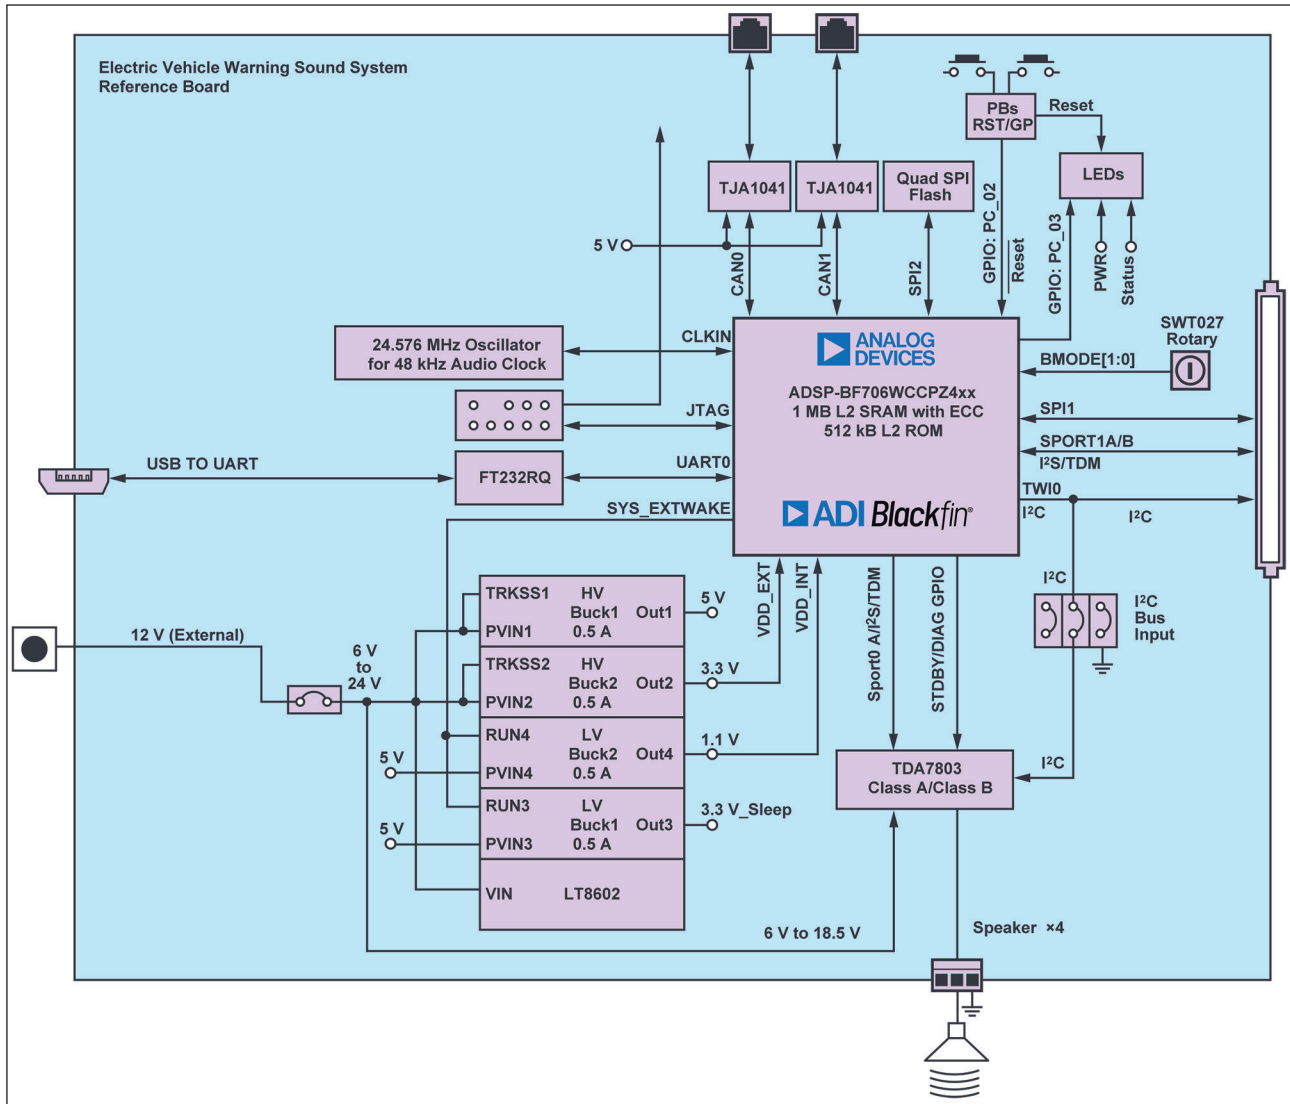 Electric Vehicle Warning Sound System
Reference Board
PBs
RST/GP
Reset
LEDs
TJA1041
TJA1041
Quad SPI
Flash
5 V
CAN0
CAN1
SPI2
GPIO: PC_02
Reset
GPIO: PC_03
PWR
Status
24.576 MHz Oscillator
for 48 kHz Audio Clock
CLKIN
ANALOG
DEVICES
ADSP-BF706WCCPZ4xx
1 MB L2 SRAM with ECC
512 kB L2 ROM
ADI Blackfin®
SWT027
Rotary
BMODE[1:0]
JTAG
SPI1
SPORT1A/B
I²S/TDM
USB TO UART
FT232RQ
UART0
TWI0
I²C
I²C
SYS_EXTWAKE
VDD_EXT
VDD_INT
Sport0 A/I²S/TDM
STDBY/DIAG GPIO
I²C
I²C
Bus
Input
12 V (External)
6 V
to
24 V
TRKSS1
HV
Buck1
Out1
5 V
PVIN1
0.5 A
TRKSS2
HV
Buck2
Out2
3.3 V
PVIN2
0.5 A
RUN4
LV
Buck2
Out4
1.1 V
5 V
PVIN4
0.5 A
RUN3
LV
Buck1
Out3
3.3 V_Sleep
5 V
PVIN3
0.5 A
VIN
LT8602
TDA7803
Class A/Class B
I²C
6 V to 18.5 V
Speaker ×4